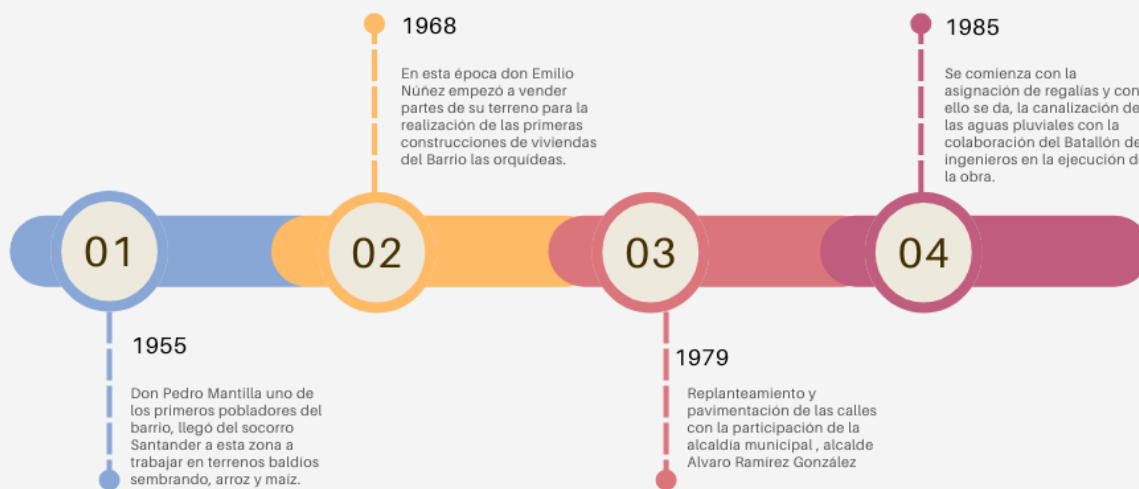 01
1955
Don Pedro Mantilla uno de
los primeros pobladores del
barrio, llegó del socorro
Santander a esta zona a
trabajar en terrenos baldíos
sembrando, arroz y maíz.
02
1968
En esta época don Emilio
Núñez empezó a vender
partes de su terreno para la
realización de las primeras
construcciones de viviendas
del Barrio las orquídeas.
03
1979
Replanteamiento y
pavimentación de las calles
con la participación de la
alcaldía municipal , alcalde
Alvaro Ramírez González
04
1985
Se comienza con la
asignación de regalías y con
ello se da, la canalización de
las aguas pluviales con la
colaboración del Batallón de
ingenieros en la ejecución d
la obra.